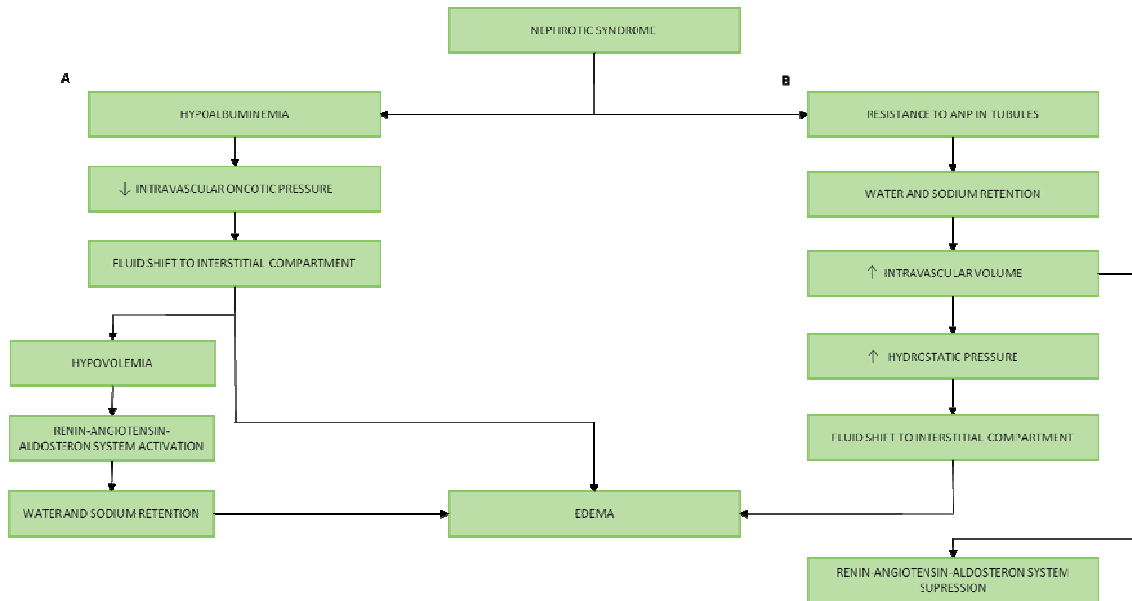 NEPHROTIC SYNDROME
A
HYPOALBUMINEMIA
↓ INTRAVASCULAR ONCOTIC PRESSURE
FLUID SHIFT TO INTERSTITIAL COMPARTMENT
HYPOVOLEMIA
RENIN-ANGIOTENSIN-
ALDOSTERON SYSTEM ACTIVATION
WATER AND SODIUM RETENTION
EDEMA
B
RESISTANCE TO ANP IN TUBULES
WATER AND SODIUM RETENTION
↑ INTRAVASCULAR VOLUME
↑ HYDROSTATIC PRESSURE
FLUID SHIFT TO INTERSTITIAL COMPARTMENT
RENIN-ANGIOTENSIN-ALDOSTERON SYSTEM
SUPRESSION